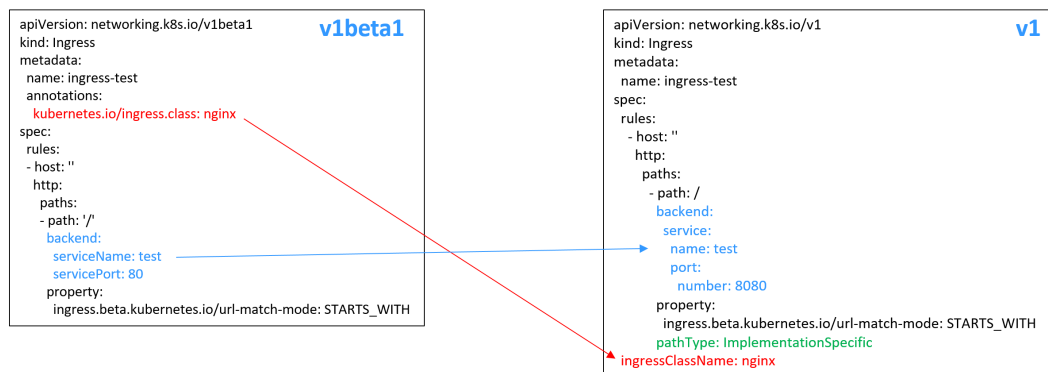 apiVersion: networking.k8s.io/v1beta1
v1beta1
kind: Ingress
metadata:
name: ingress-test
annotations:
kubernetes.io/ingress.class: nginx
spec:
rules:
- host: ''
http:
paths:
- path: '/'
backend:
serviceName: test
servicePort: 80
property:
ingress.beta.kubernetes.io/url-match-mode: STARTS_WITH
apiVersion: networking.k8s.io/v1
v1
kind: Ingress
metadata:
name: ingress-test
spec:
rules:
- host: ''
http:
paths:
- path: /
backend:
service:
name: test
port:
number: 8080
property:
ingress.beta.kubernetes.io/url-match-mode: STARTS_WITH
pathType: ImplementationSpecific
ingressClassName: nginx